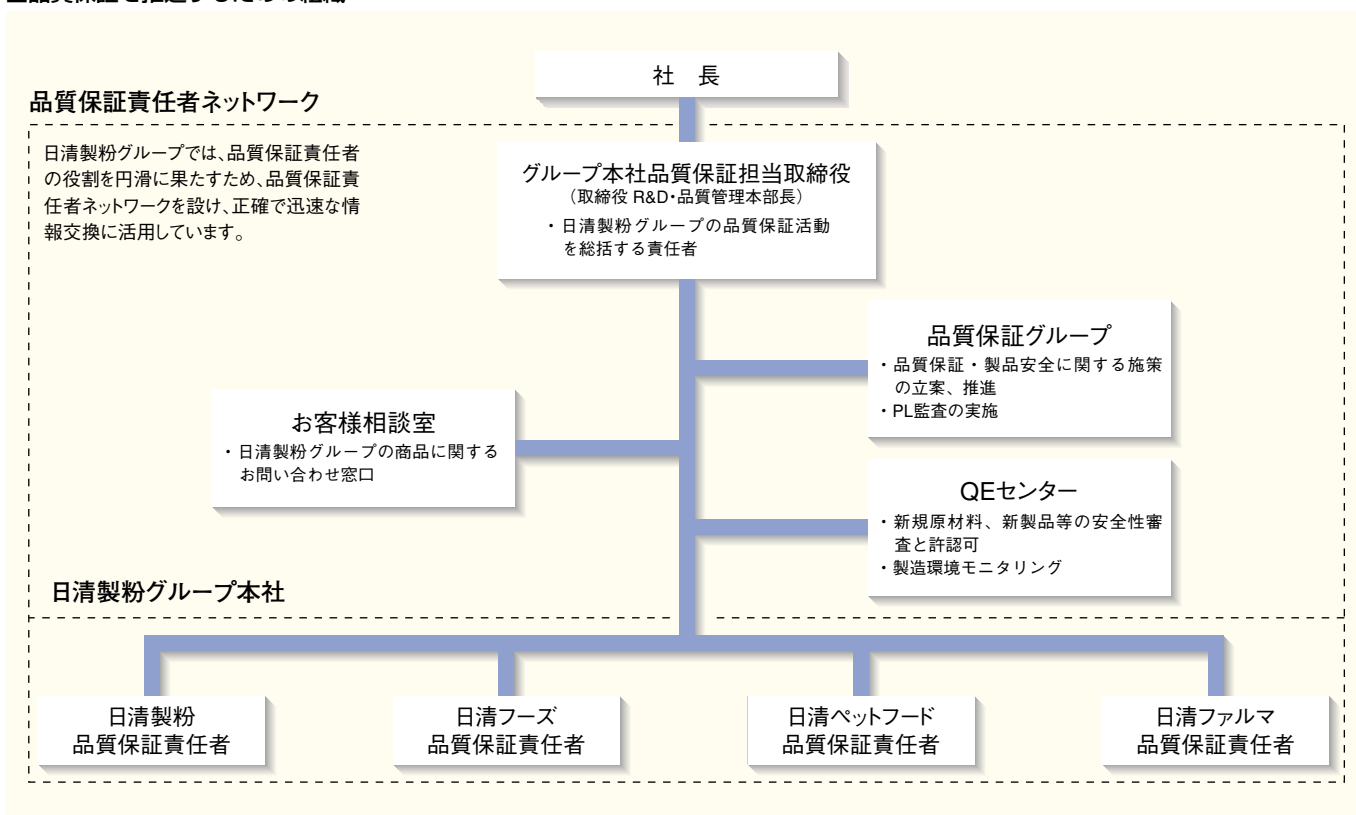 社　長
品質保証責任者ネットワーク
日清製粉グループでは、品質保証責任者
の役割を円滑に果たすため、品質保証責
任者ネットワークを設け、正確で迅速な情
報交換に活用しています。
グループ本社品質保証担当取締役
（取締役 R&D・品質管理本部長）
・日清製粉グループの品質保証活動
を総括する責任者
品質保証グループ
・品質保証・製品安全に関する施策
の立案、推進
・PL監査の実施
お客様相談室
・日清製粉グループの商品に関する
お問い合わせ窓口
QEセンター
・新規原材料、新製品等の安全性審
査と許認可
・製造環境モニタリング
日清製粉グループ本社
日清製粉
品質保証責任者
日清フーズ
品質保証責任者
日清ペットフード
品質保証責任者
日清ファルマ
品質保証責任者